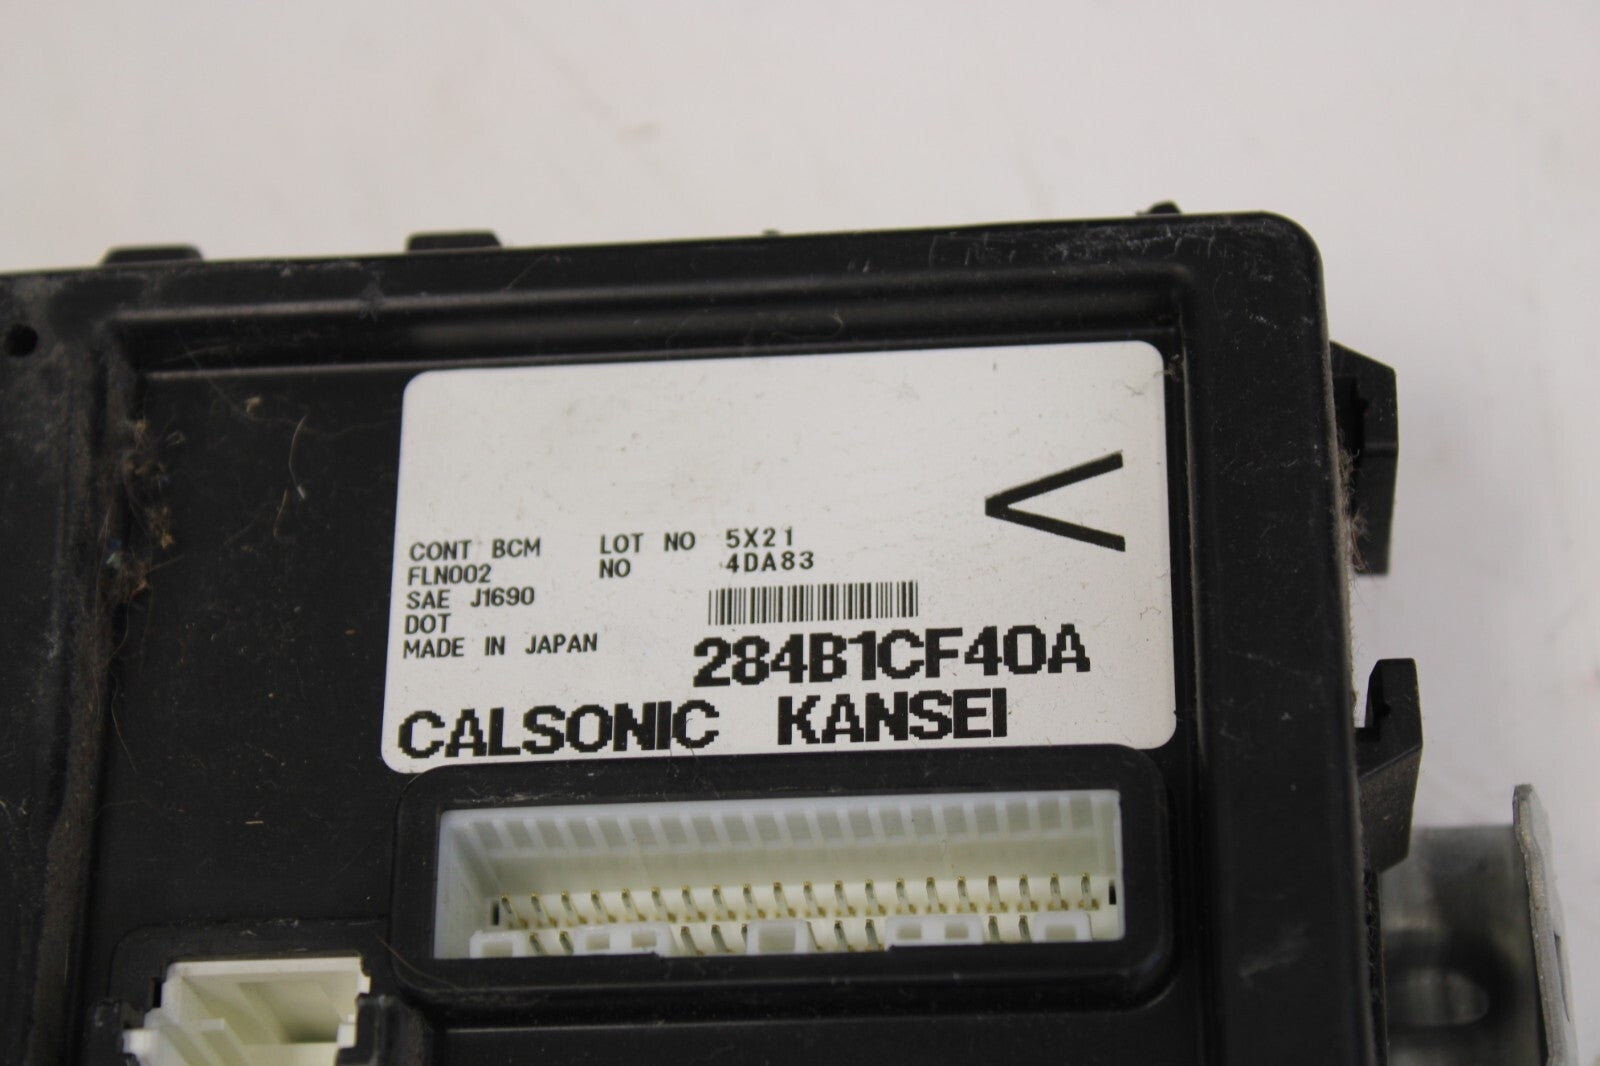 CONT BCM LOT NO 5X21
FLN002 NO 4DA83
SAE J1690
DOT
MADE IN JAPAN
284B1CF40A
CALSONIC KANSEI